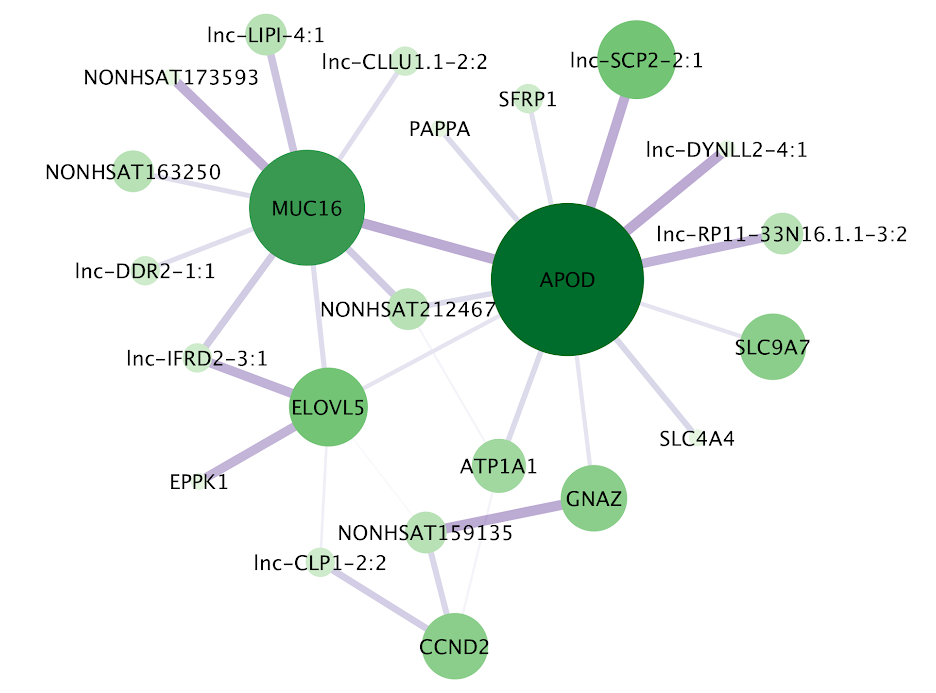 lnc-LIPI-4:1
lnc-CLLU1.1-2:2
lnc-SCP2-2:1
NONHSAT173593
SFRP1
PAPPA
lnc-DYNLL2-4:1
NONHSAT163250
MUC16
lnc-RP11-33N16.1.1-3:2
lnc-DDR2-1:1
APOD
NONHSAT212467
SLC9A7
lnc-IFRD2-3:1
ELOVL5
SLC4A4
ATP1A1
EPPK1
GNAZ
NONHSAT159135
lnc-CLP1-2:2
CCND2